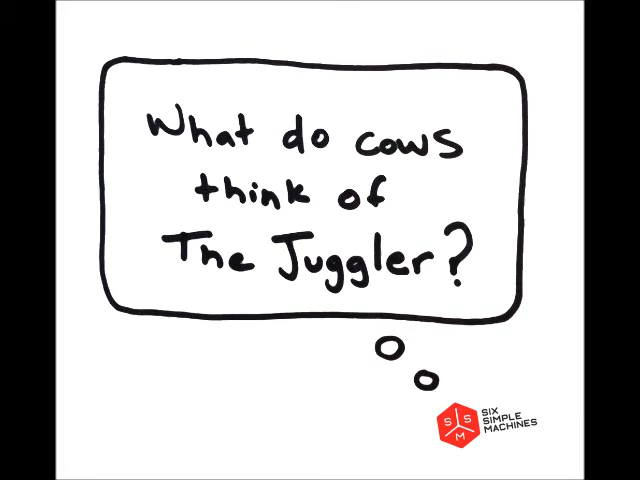 What do cows
think of
The Juggler?
S S
M
SIX
SIMPLE
MACHINES